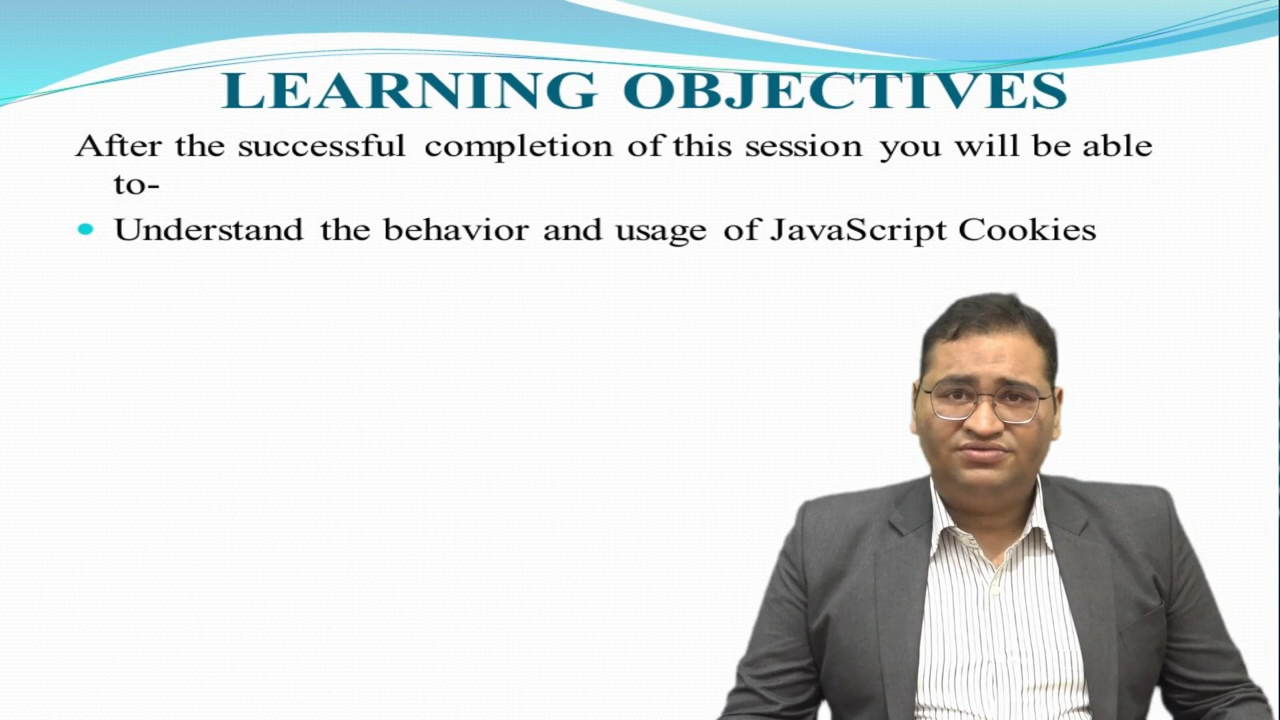 LEARNING OBJECTIVES
After the successful completion of this session you will be able
to-
Understand the behavior and usage of JavaScript Cookies